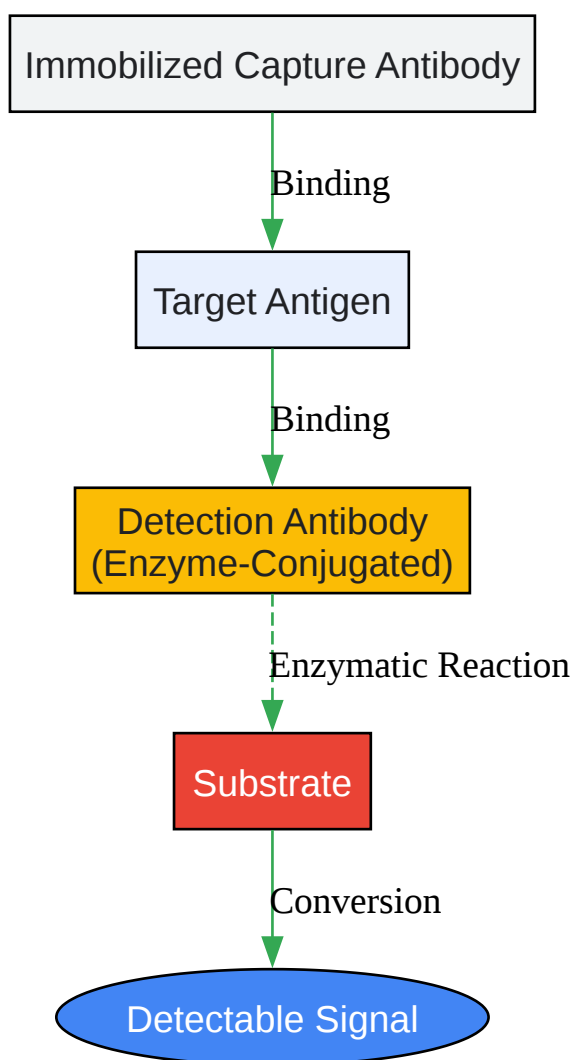 Immobilized Capture Antibody
Binding
Target Antigen
Binding
Detection Antibody
(Enzyme-Conjugated)
Enzymatic Reaction
Substrate
Conversion
Detectable Signal